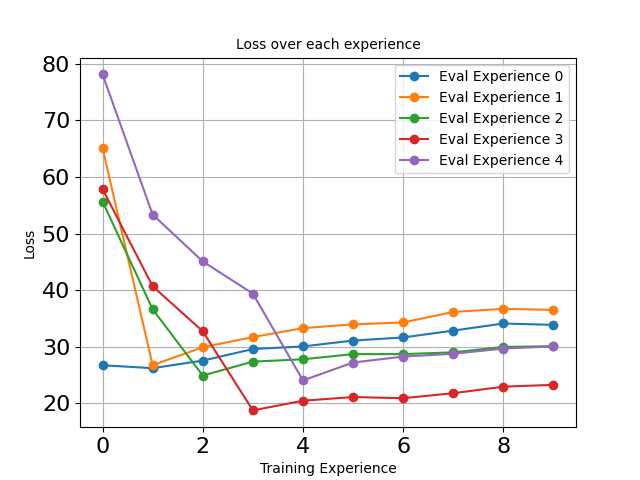 Loss over each experience
80
70
60
50
40
30
20
Loss
Eval Experience 0
Eval Experience 1
Eval Experience 2
Eval Experience 3
Eval Experience 4
0 2 4 6 8
Training Experience